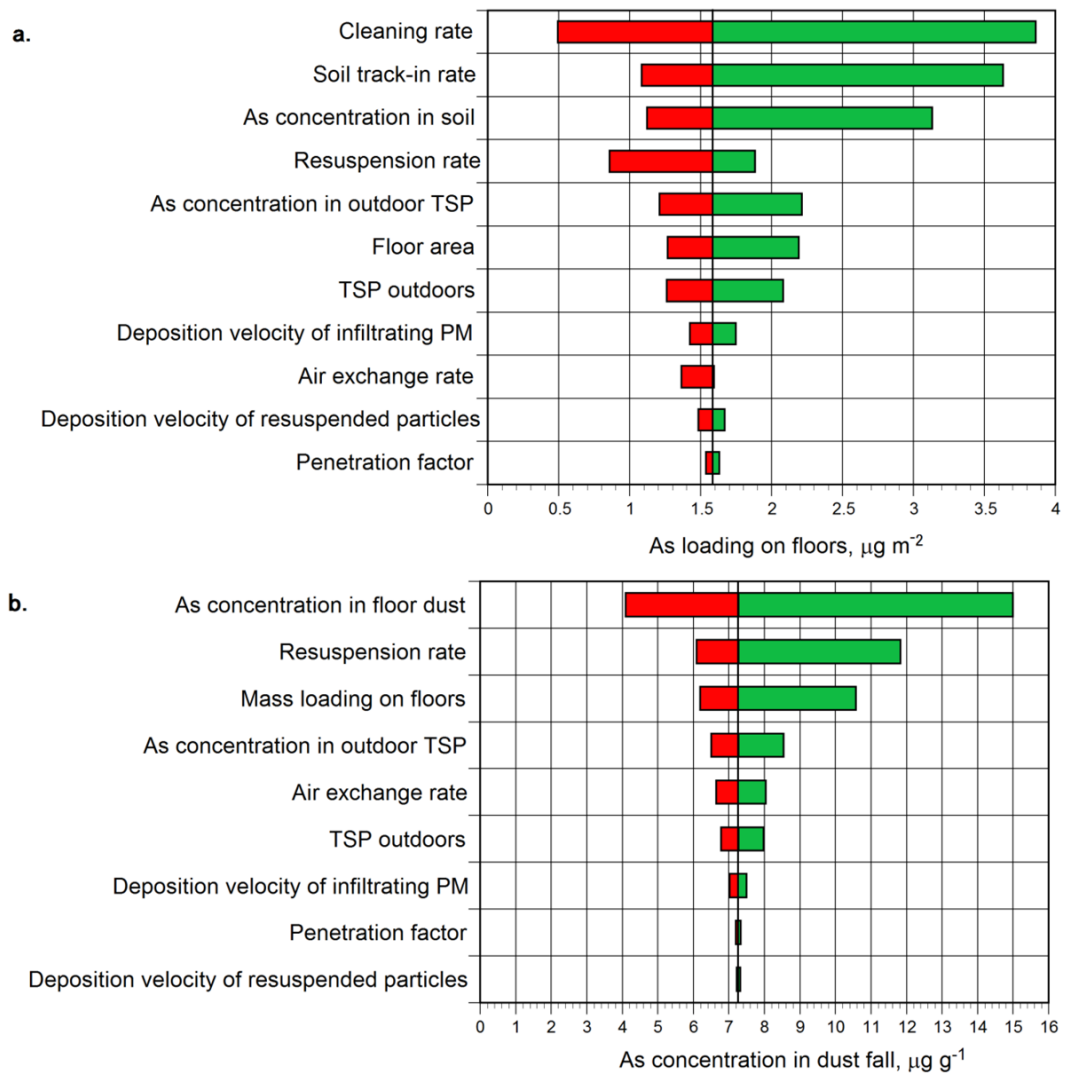 a.
Cleaning rate
Soil track-in rate
As concentration in soil
Resuspension rate
As concentration in outdoor TSP
Floor area
TSP outdoors
Deposition velocity of infiltrating PM
Air exchange rate
Deposition velocity of resuspended particles
Penetration factor
0 0.5 1 1.5 2 2.5 3 3.5 4
As loading on floors, μg m⁻²
b.
As concentration in floor dust
Resuspension rate
Mass loading on floors
As concentration in outdoor TSP
Air exchange rate
TSP outdoors
Deposition velocity of infiltrating PM
Penetration factor
Deposition velocity of resuspended particles
0 1 2 3 4 5 6 7 8 9 10 11 12 13 14 15 16
As concentration in dust fall, μg g⁻¹